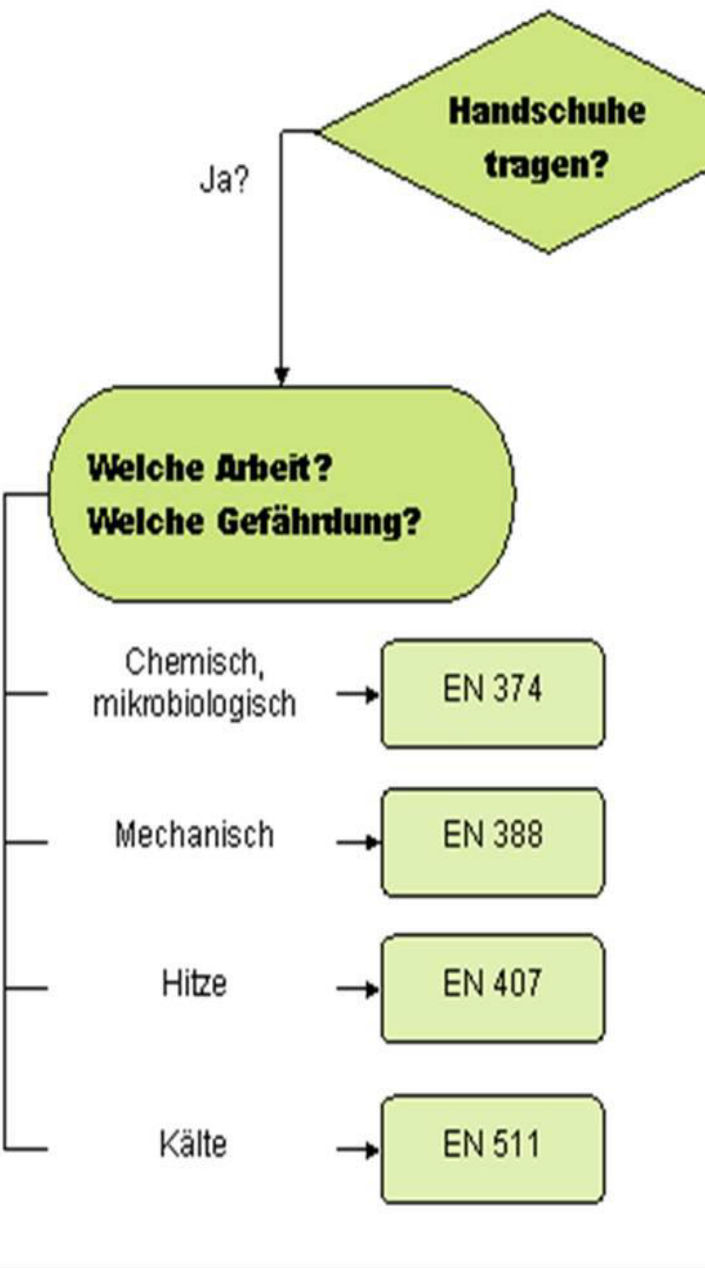 Handschuhe
tragen?
Ja?
Welche Arbeit?
Welche Gefährdung?
Chemisch,
mikrobiologisch
EN 374
Mechanisch
EN 388
Hitze
EN 407
Kälte
EN 511